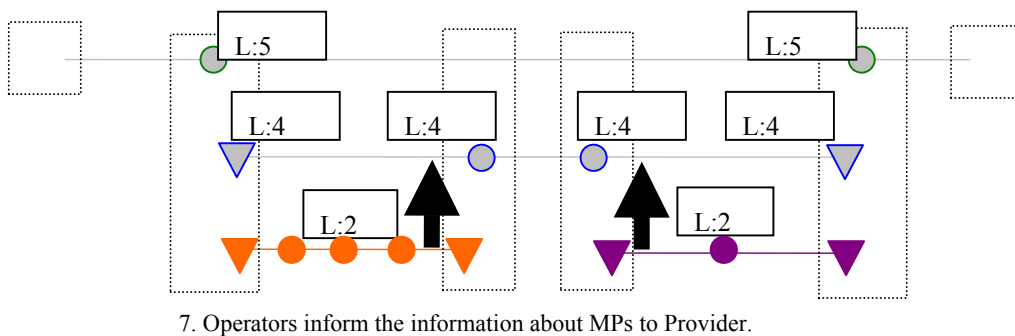 L:5
L:5
L:4
L:4
L:4
L:4
L:2
L:2
7. Operators inform the information about MPs to Provider.